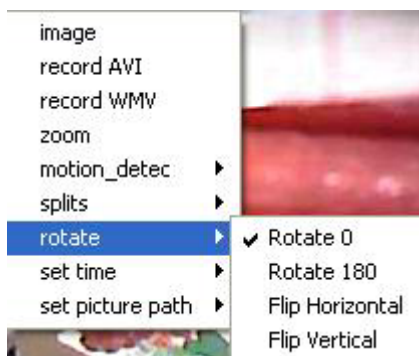 image
record AVI
record WMV
zoom
motion_detec
splits
rotate
set time
set picture path
Rotate 0
Rotate 180
Flip Horizontal
Flip Vertical